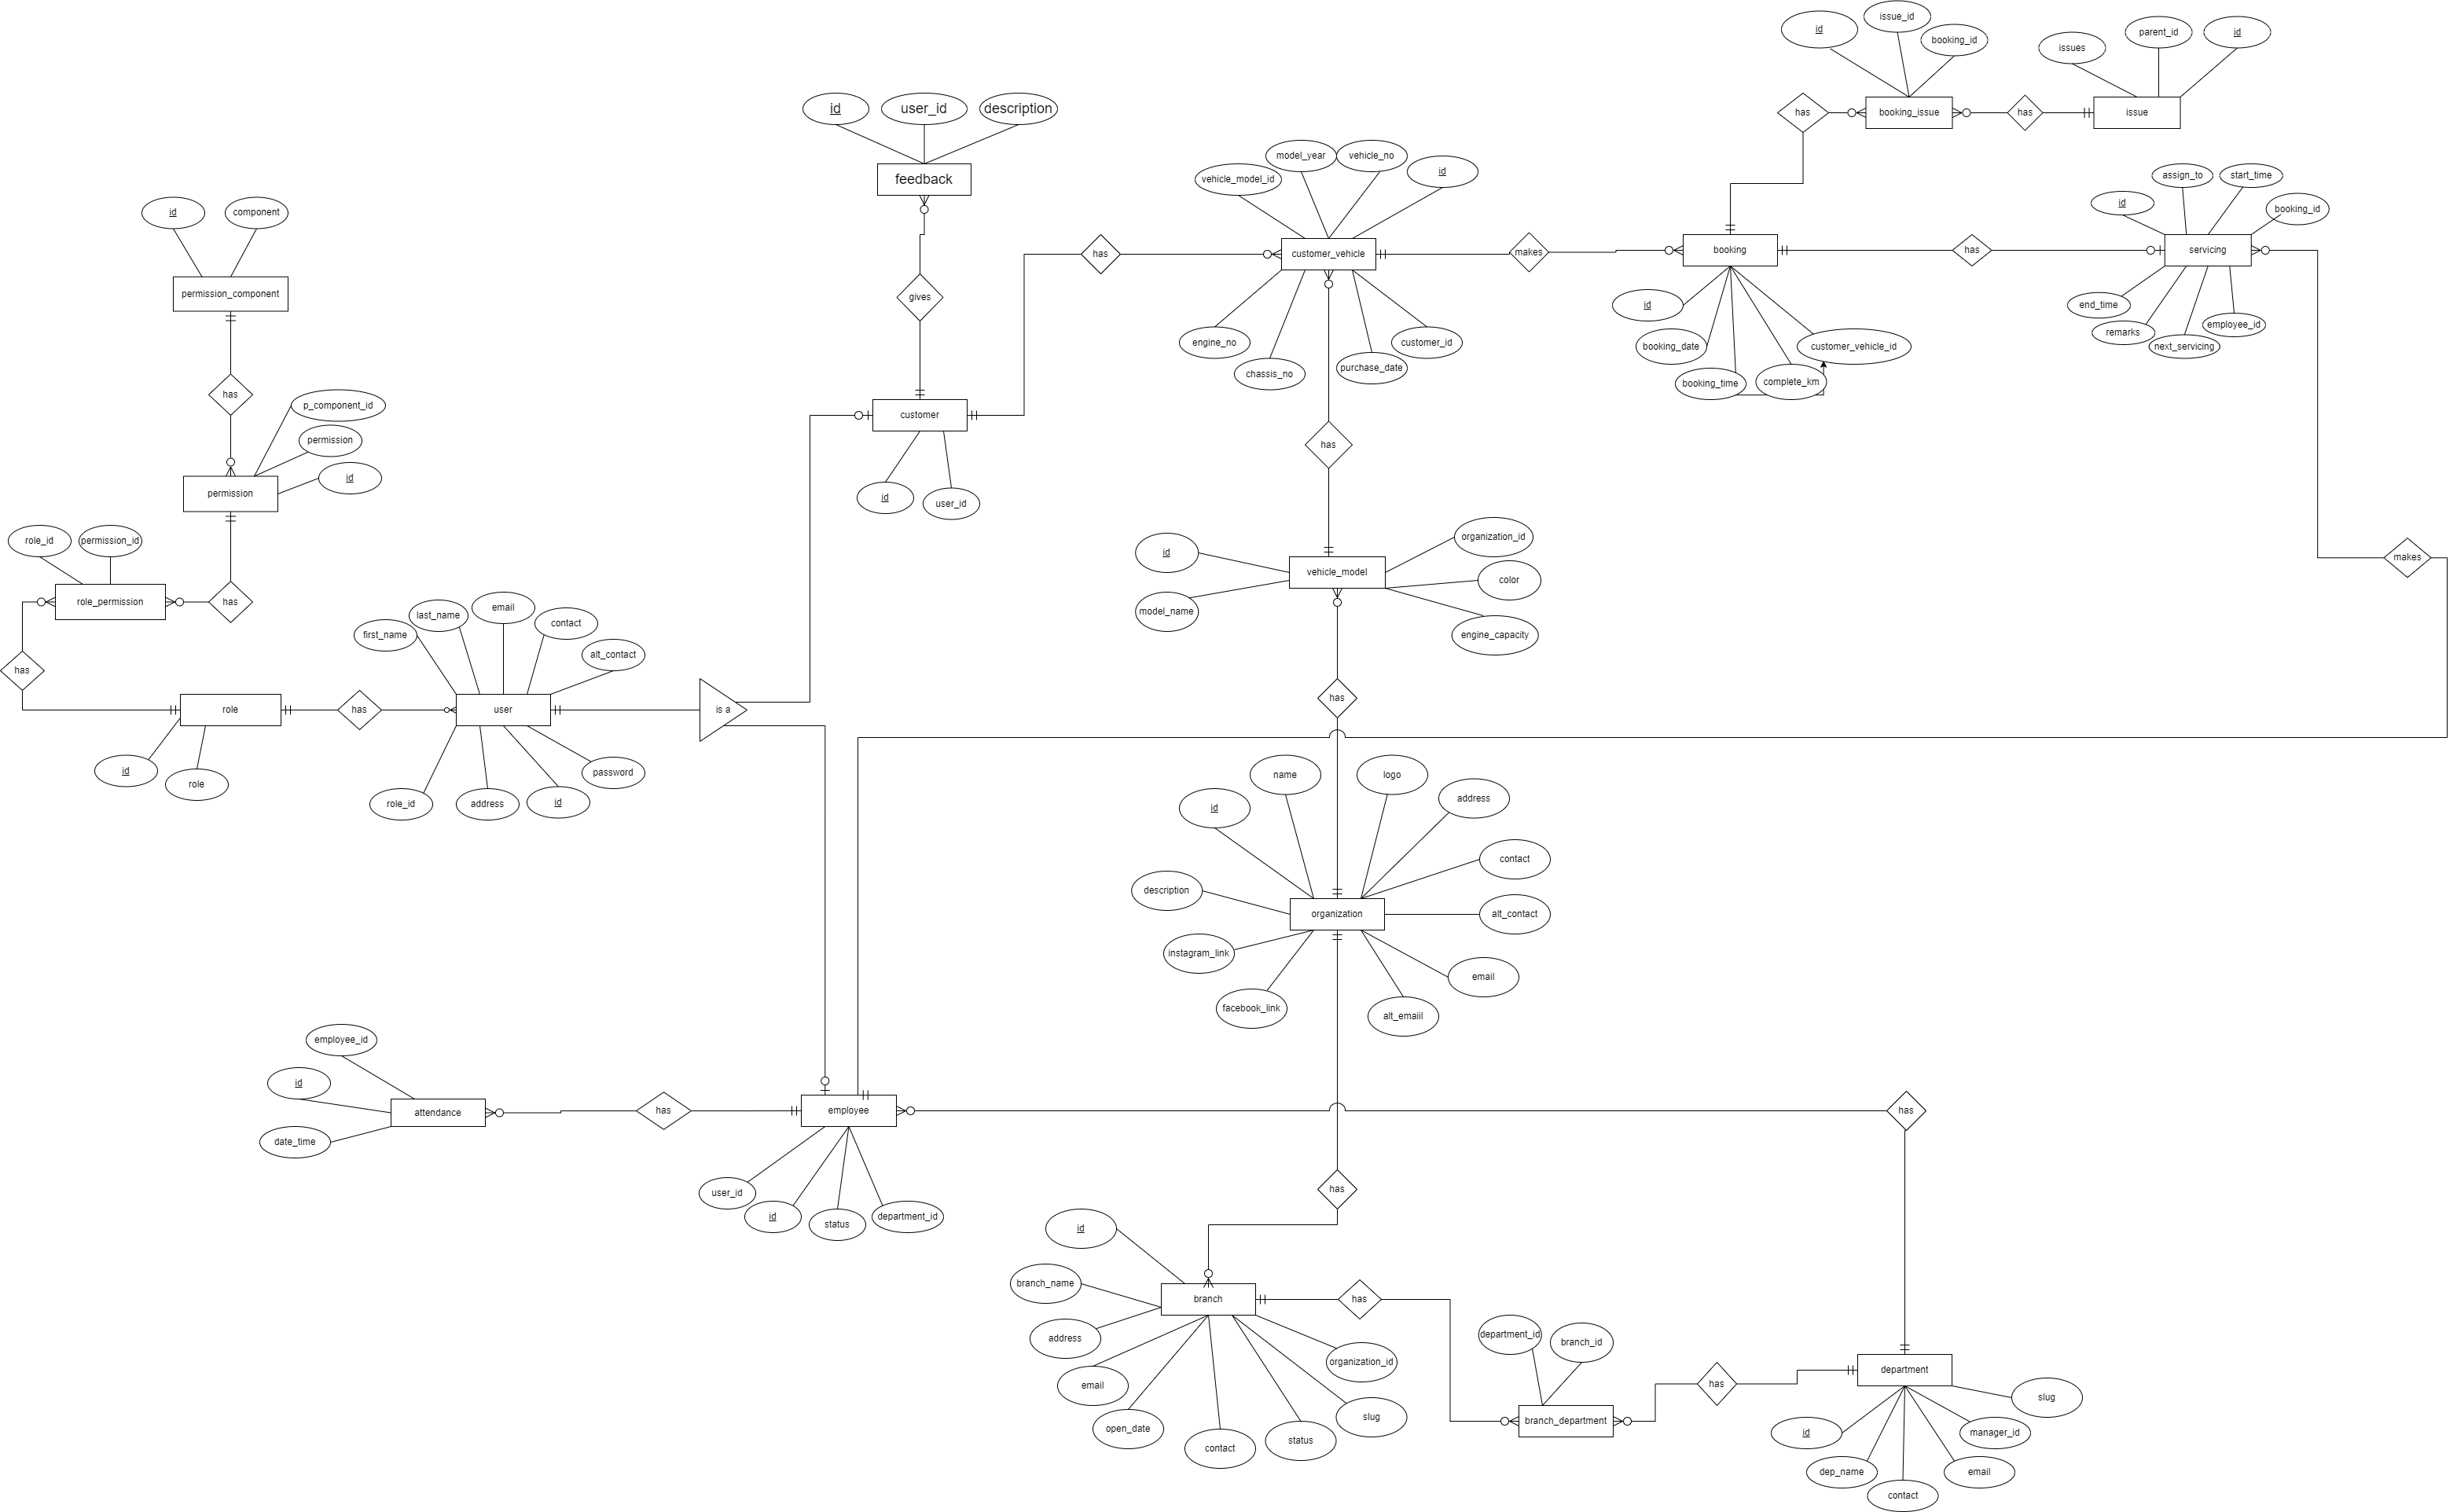 id
issue_id
booking_id
issues
parent_id
id
has
booking_issue
has
issue
id
user_id
description
feedback
id
component
permission_component
vehicle_model_id
model_year
vehicle_no
id
has
customer_vehicle
makes
booking
has
servicing
id
assign_to
start_time
booking_id
gives
engine_no
chassis_no
purchase_date
customer_id
id
booking_date
booking_time
complete_km
customer_vehicle_id
end_time
remarks
next_servicing
employee_id
has
p_component_id
permission
id
permission
customer
id
user_id
has
role_id
permission_id
role_permission
has
id
model_name
vehicle_model
organization_id
color
engine_capacity
makes
has
first_name
last_name
email
contact
alt_contact
role
has
user
is a
has
id
role
role_id
address
id
password
id
name
logo
address
contact
description
organization
alt_contact
instagram_link
facebook_link
email
alt_emaiil
employee_id
id
date_time
attendance
has
employee
has
user_id
id
status
department_id
has
id
branch_name
branch
has
address
email
open_date
contact
status
slug
organization_id
department_id
branch_id
branch_department
has
department
id
dep_name
contact
email
manager_id
slug